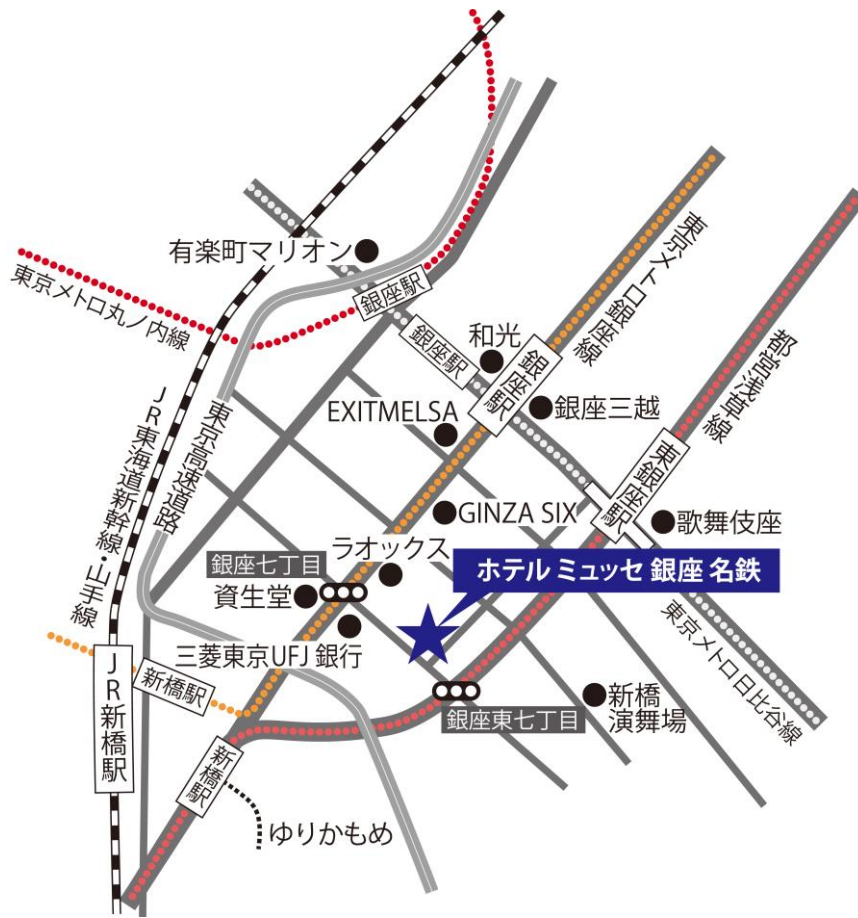 有楽町マリオン
東京メトロ丸ノ内線
銀座駅
銀座駅
和光
銀座駅
東京メトロ銀座線
都営浅草線
EXITMELSA
銀座三越
東京高速道路
JR東海道新幹線・山手線
東銀座駅
歌舞伎座
GINZA SIX
ラオックス
銀座七丁目
資生堂
ホテル ミュッセ 銀座 名鉄
三菱東京UFJ 銀行
東京メトロ日比谷線
新橋駅
JR新橋駅
新橋
演舞場
銀座東七丁目
新橋駅
ゆりかもめ